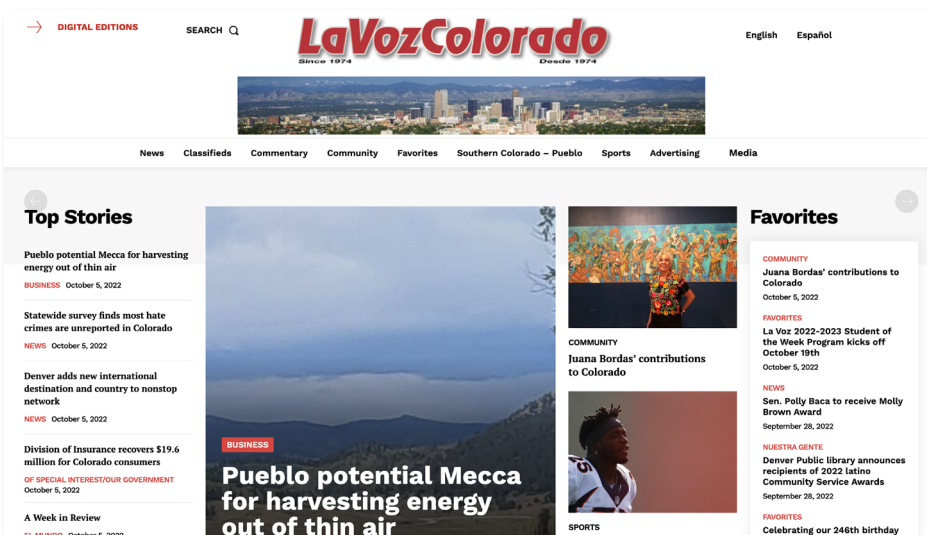 DIGITAL EDITIONS
SEARCH
LaVozColorado
Since 1974 Desde 1974
English Español
News Classifieds Commentary Community Favorites Southern Colorado – Pueblo Sports Advertising Media
Top Stories
Pueblo potential Mecca for harvesting
energy out of thin air
BUSINESS October 5, 2022
Statewide survey finds most hate
crimes are unreported in Colorado
NEWS October 5, 2022
Denver adds new international
destination and country to nonstop
network
NEWS October 5, 2022
Division of Insurance recovers $19.6
million for Colorado consumers
OF SPECIAL INTEREST/OUR GOVERNMENT
October 5, 2022
A Week in Review
EL MUNDO October 5, 2022
BUSINESS
Pueblo potential Mecca
for harvesting energy
out of thin air
COMMUNITY
Juana Bordas’ contributions
to Colorado
SPORTS
Favorites
COMMUNITY
Juana Bordas’ contributions to
Colorado
October 5, 2022
FAVORITES
La Voz 2022-2023 Student of
the Week Program kicks off
October 19th
October 5, 2022
NEWS
Sen. Polly Baca to receive Molly
Brown Award
September 28, 2022
NUESTRA GENTE
Denver Public library announces
recipients of 2022 latino
Community Service Awards
September 28, 2022
FAVORITES
Celebrating our 246th birthday